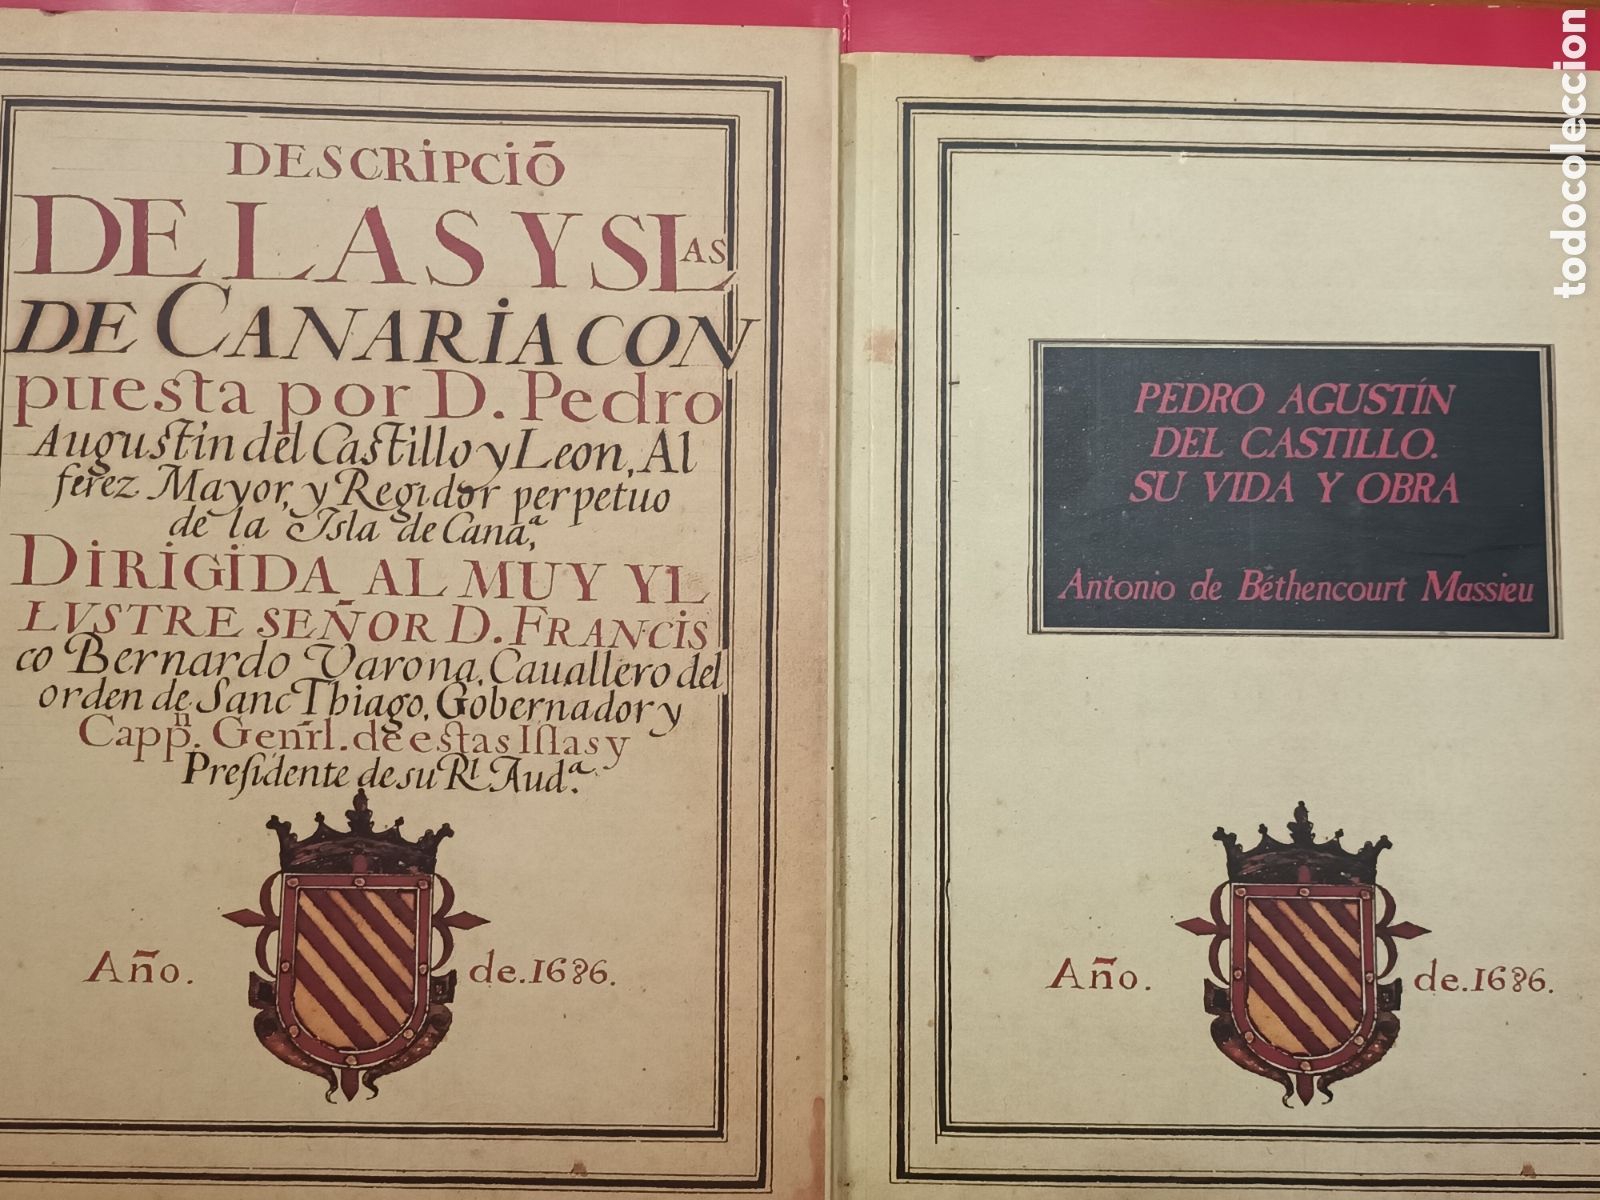 DESCRIPCIÕ
DE LAS YSLAS
DE CANARIA CON
puesta por D. Pedro
Augustin del Castillo y Leon, Al
ferez Mayor, y Regidor perpetuo
de la Isla de Canaª,
DIRIGIDA AL MUY YL
LVSTRE SEÑOR D. FRANCIS
co Bernardo Varona, Cauallero del
orden de Sanc Thiago, Gobernador y
Cappⁿ. Gen̄rl. de estas Iſlas y
Preſidente de su Rˡ Audª.
Año. de.1686.
PEDRO AGUSTÍN
DEL CASTILLO.
SU VIDA Y OBRA
Antonio de Béthencourt Massieu
Año. de.1686.
todocoleccion